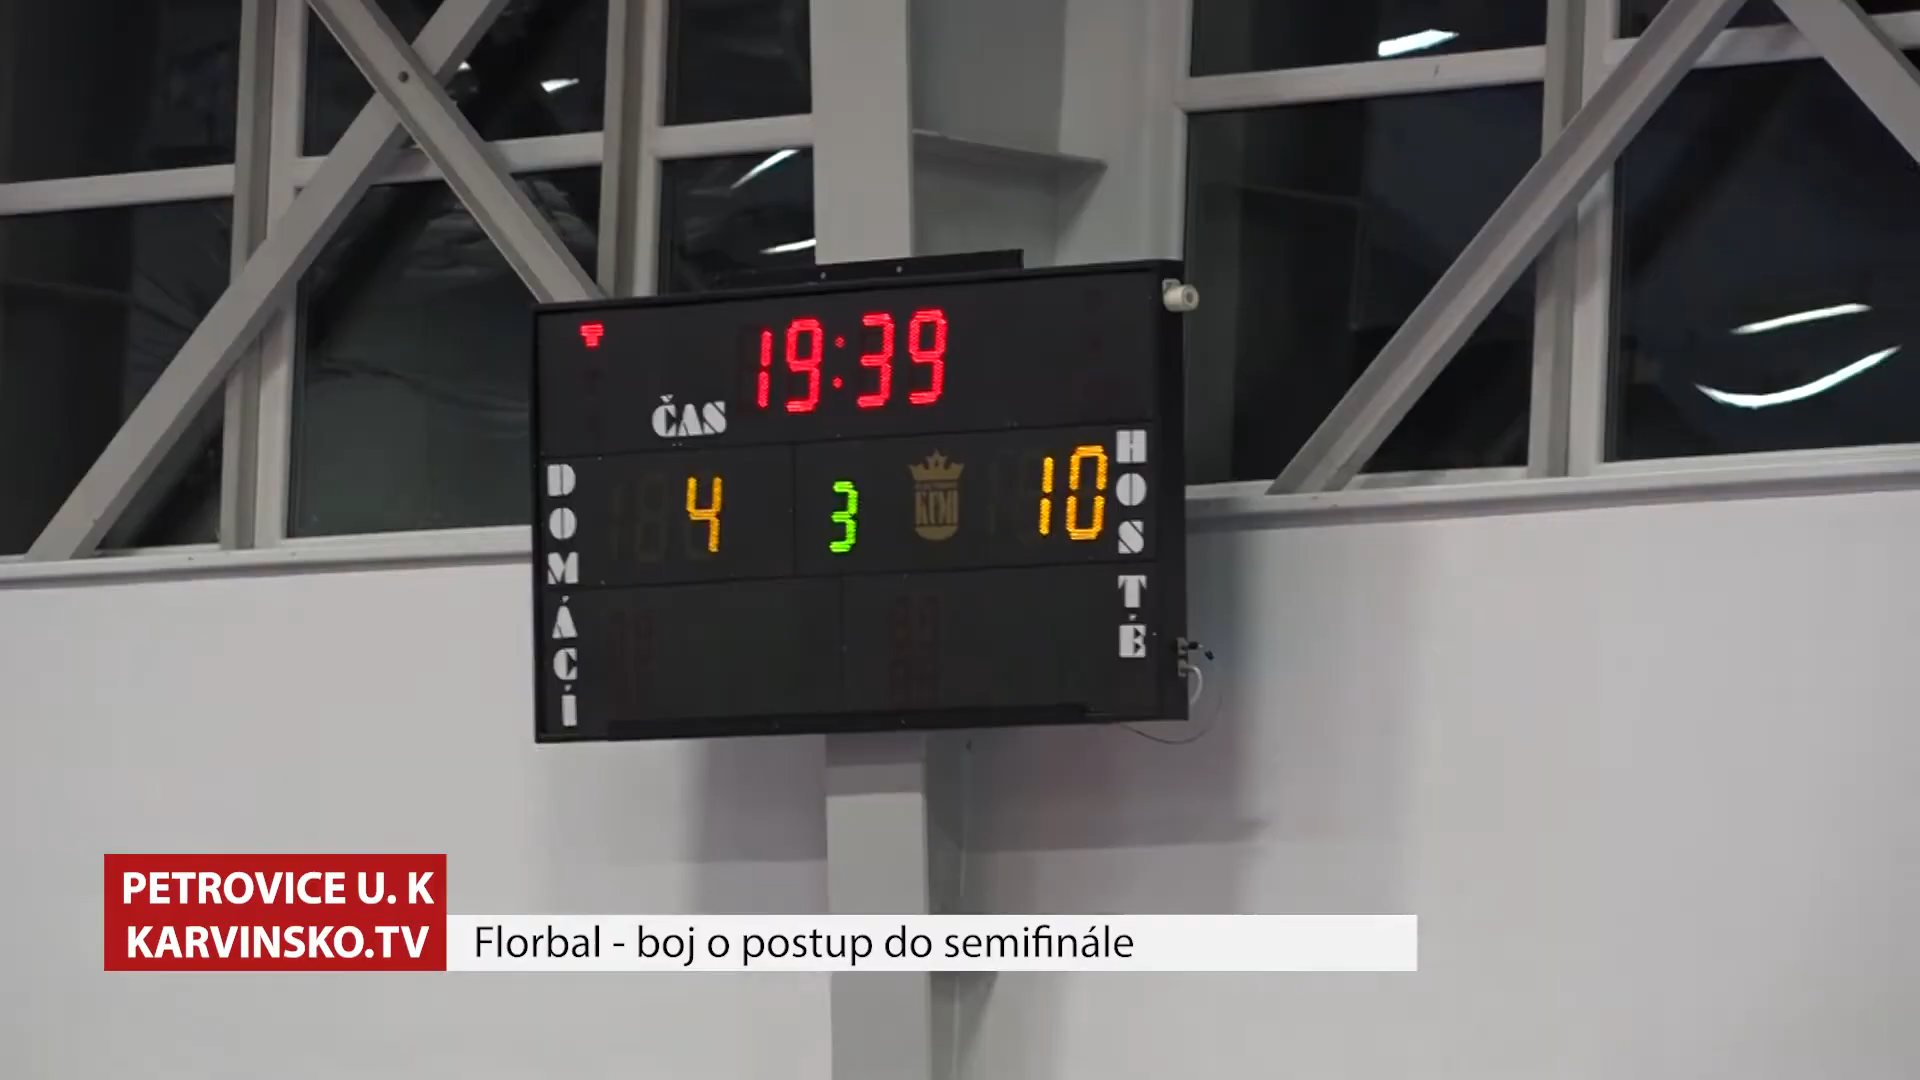 19:39
ČAS
DOMÁCÍ
4
3
10
HOSTÉ
PETROVICE U. K
KARVINSKO.TV
Florbal - boj o postup do semifinále